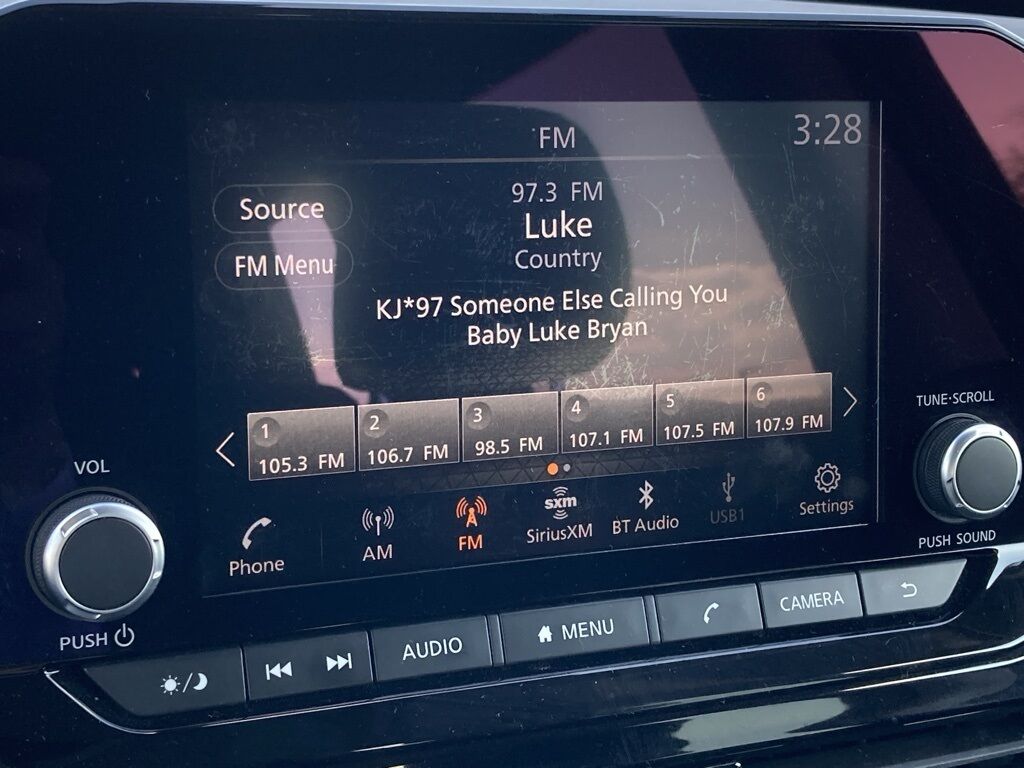 FM
3:28
Source
FM Menu
97.3 FM
Luke
Country
KJ*97 Someone Else Calling You
Baby Luke Bryan
1
105.3 FM
2
106.7 FM
3
98.5 FM
4
107.1 FM
5
107.5 FM
6
107.9 FM
Phone
AM
FM
sxm
SiriusXM
BT Audio
USB1
Settings
VOL
PUSH
TUNE·SCROLL
PUSH SOUND
AUDIO
MENU
CAMERA